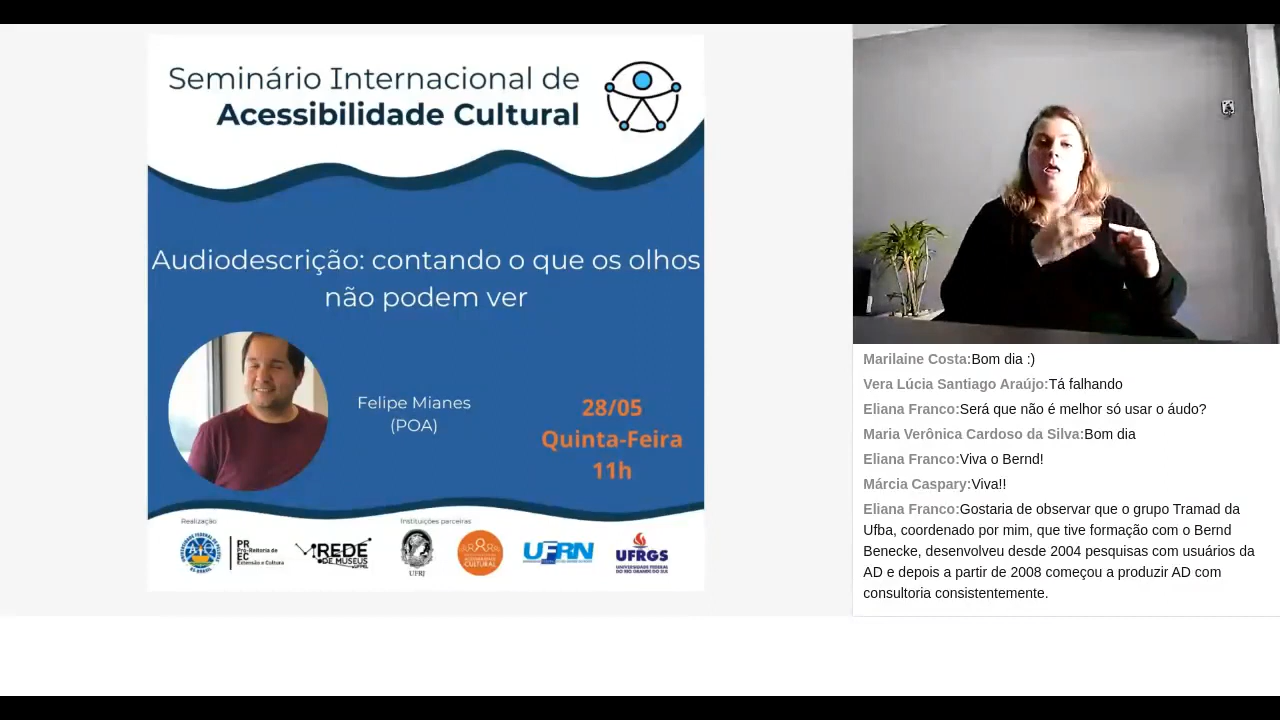 Seminário Internacional de
Acessibilidade Cultural
Audiodescrição: contando o que os olhos
não podem ver
Felipe Mianes
(POA)
28/05
Quinta-Feira
11h
Realização
Instituições parceiras
PR
EC
Pró-Reitoria de
Extensão e Cultura
REDE
DE MUSEUS
UFRJ
ACESSIBILIDADE
CULTURAL
UFRN
UFRGS
UNIVERSIDADE FEDERAL
DO RIO GRANDE DO SUL
Marilaine Costa:Bom dia :)
Vera Lúcia Santiago Araújo:Tá falhando
Eliana Franco:Será que não é melhor só usar o áudo?
Maria Verônica Cardoso da Silva:Bom dia
Eliana Franco:Viva o Bernd!
Márcia Caspary:Viva!!
Eliana Franco:Gostaria de observar que o grupo Tramad da
Ufba, coordenado por mim, que tive formação com o Bernd
Benecke, desenvolveu desde 2004 pesquisas com usuários da
AD e depois a partir de 2008 começou a produzir AD com
consultoria consistentemente.